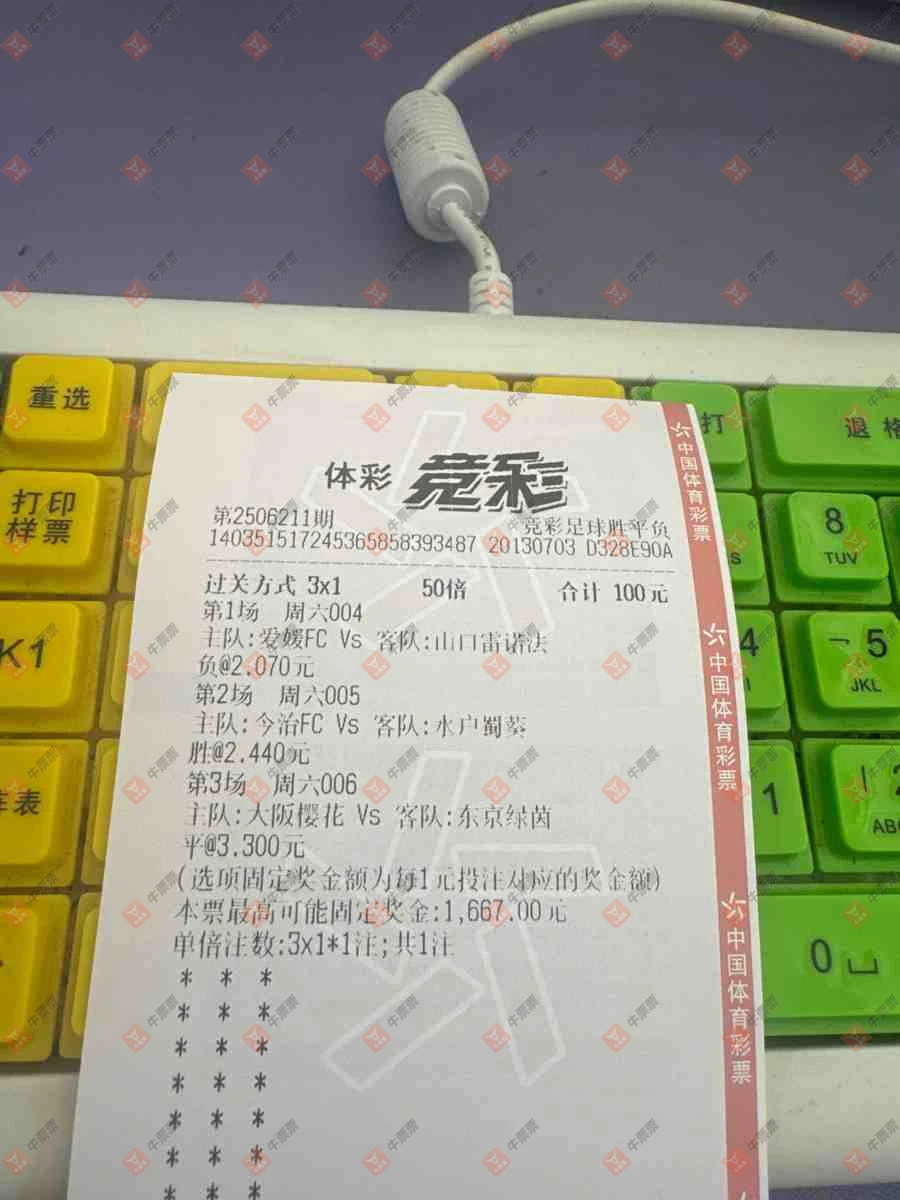 重选
打
退格
打印
样票
8
TUV
S
K1
4
5
JKL
表
1
2
ABC
0
体彩 竞彩
第2506211期 竞彩足球胜平负
140351517245365858393487 20130703 D328E90A
过关方式 3x1 50倍 合计 100元
第1场 周六004
主队:爱媛FC Vs 客队:山口雷诺法
负@2.070元
第2场 周六005
主队:今治FC Vs 客队:水户蜀葵
胜@2.440元
第3场 周六006
主队:大阪樱花 Vs 客队:东京绿茵
平@3.300元
(选项固定奖金额为每1元投注对应的奖金额)
本票最高可能固定奖金:1,667.00元
单倍注数:3x1*1注;共1注
* * *
* * *
* * *
* * *
* * *
* * *
* * *
中国体育彩票
中国体育彩票
中国体育彩票
牛票票